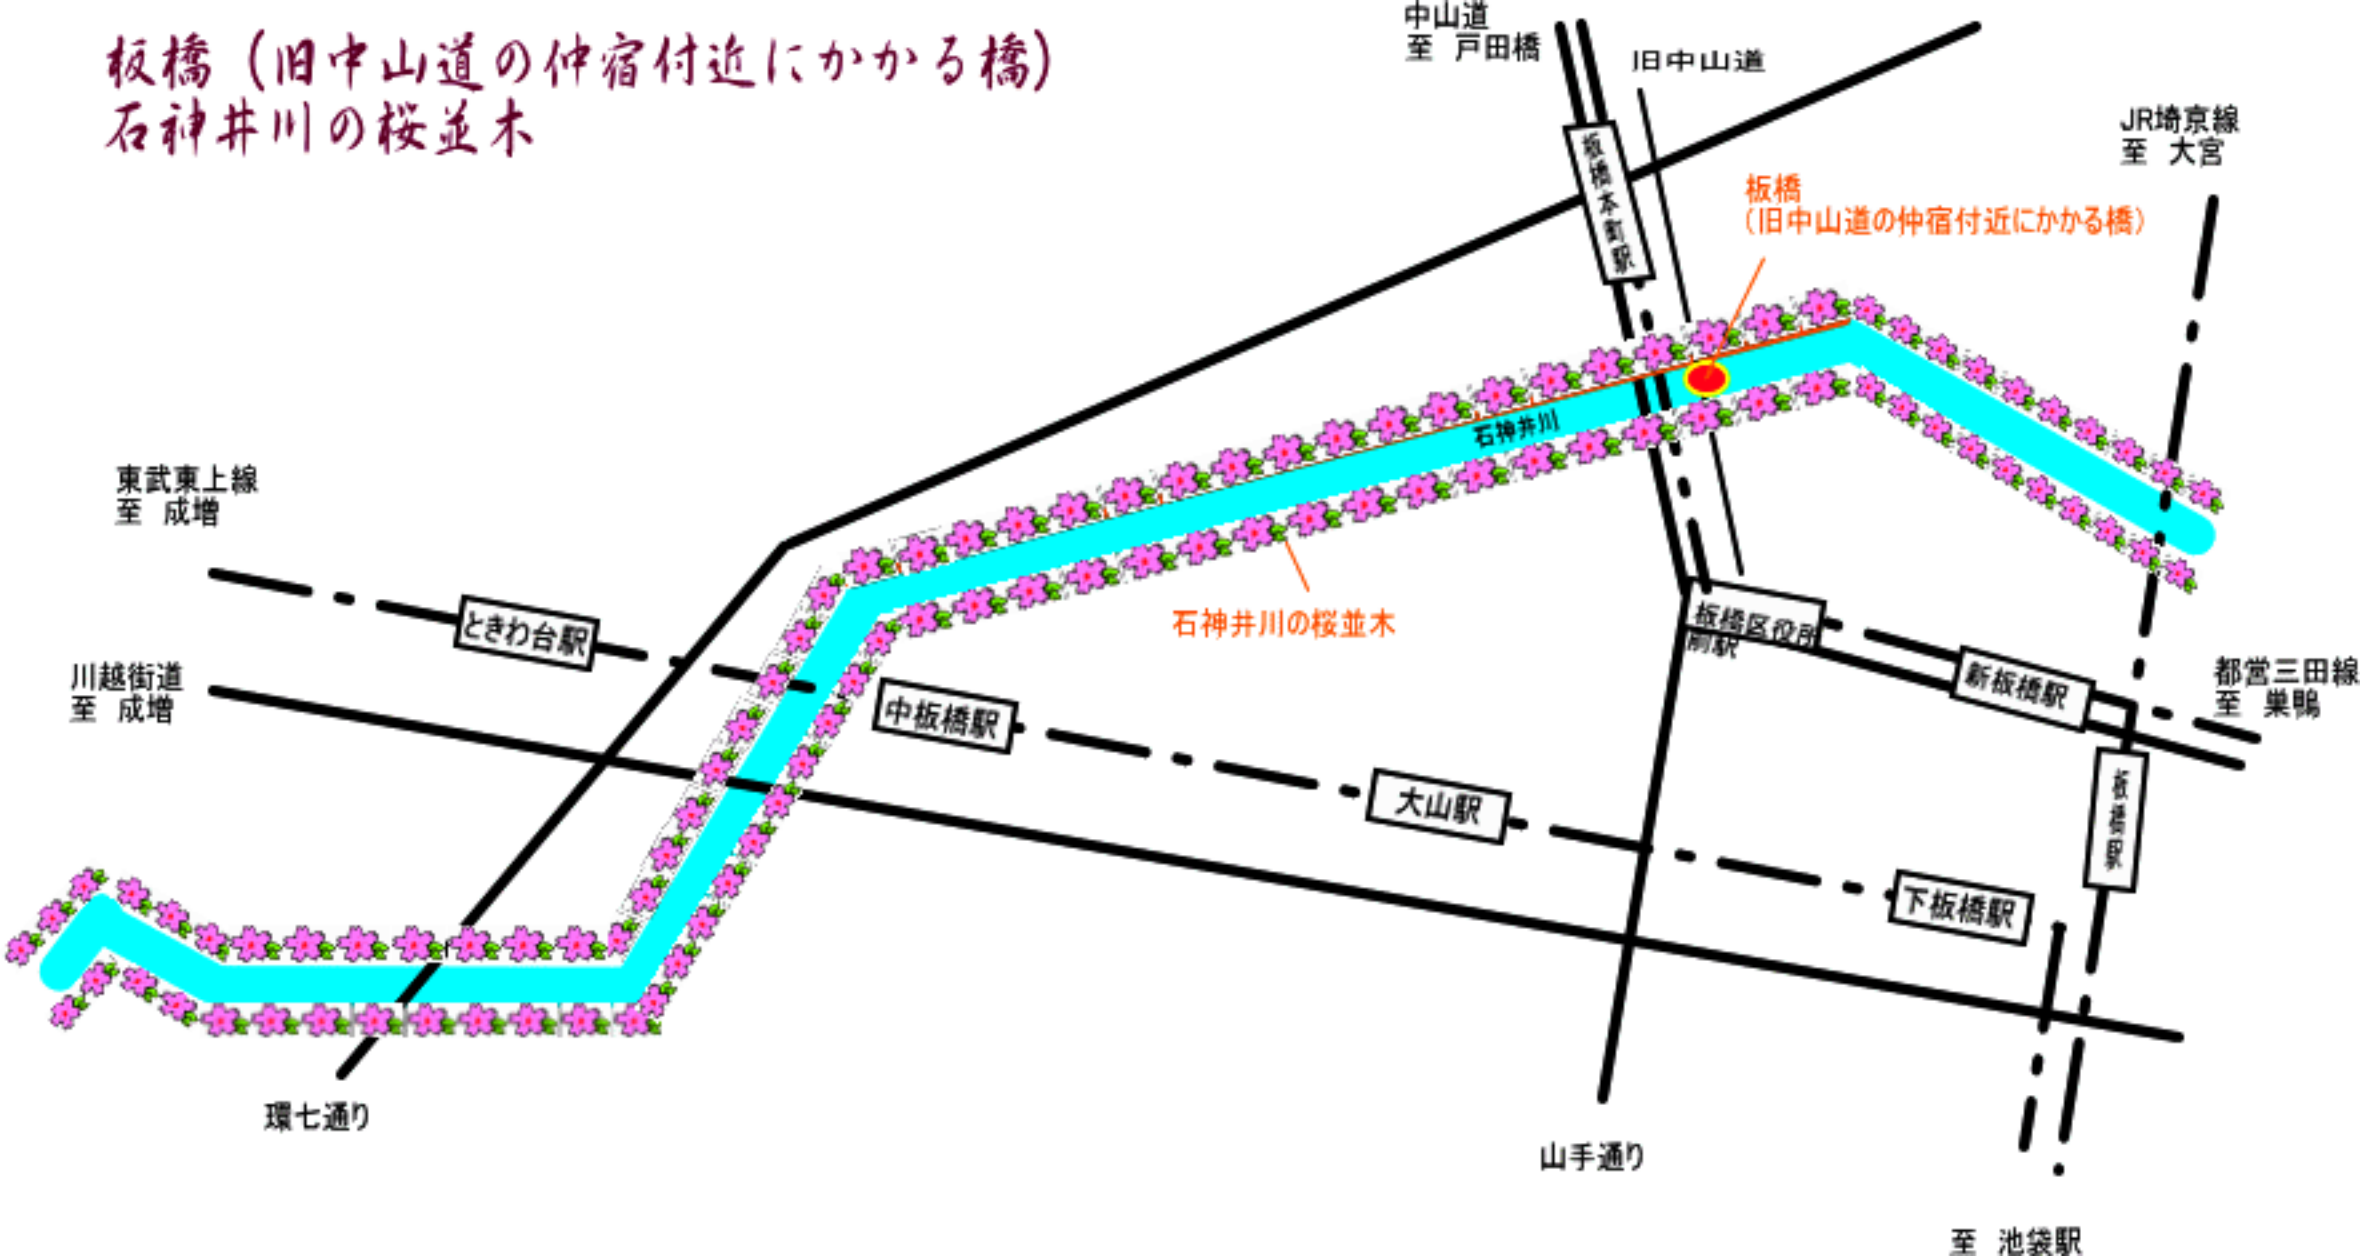 板橋（旧中山道の仲宿付近にかかる橋）
石神井川の桜並木
中山道
至 戸田橋
旧中山道
JR埼京線
至 大宮
板橋本町駅
板橋
（旧中山道の仲宿付近にかかる橋）
石神井川
東武東上線
至 成増
ときわ台駅
石神井川の桜並木
板橋区役所
前駅
川越街道
至 成増
中板橋駅
新板橋駅
都営三田線
至 巣鴨
大山駅
板橋駅
下板橋駅
環七通り
山手通り
至 池袋駅